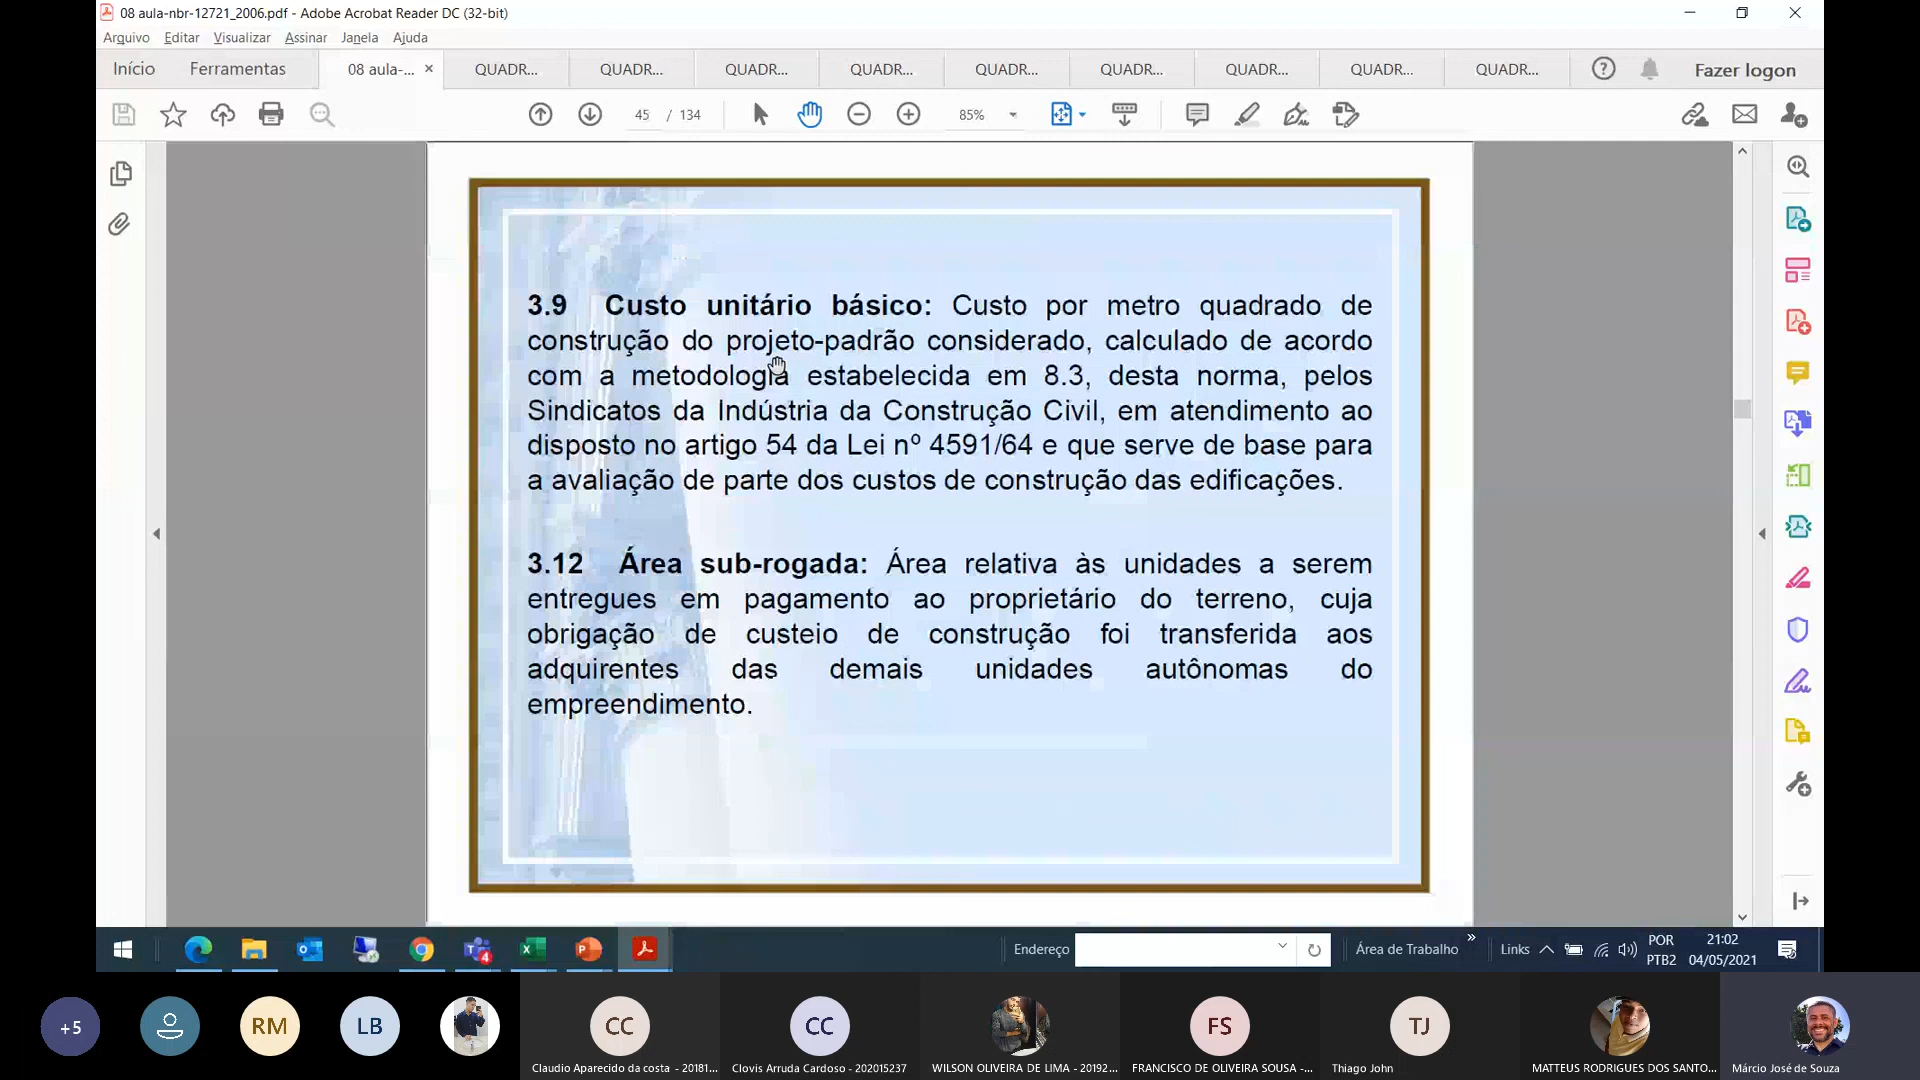 08 aula-nbr-12721_2006.pdf - Adobe Acrobat Reader DC (32-bit)
Arquivo Editar Visualizar Assinar Janela Ajuda
Início Ferramentas 08 aula-... × QUADR... QUADR... QUADR... QUADR... QUADR... QUADR... QUADR... QUADR... QUADR... Fazer logon
45 / 134 85%
3.9 Custo unitário básico: Custo por metro quadrado de
construção do projeto-padrão considerado, calculado de acordo
com a metodologia estabelecida em 8.3, desta norma, pelos
Sindicatos da Indústria da Construção Civil, em atendimento ao
disposto no artigo 54 da Lei nº 4591/64 e que serve de base para
a avaliação de parte dos custos de construção das edificações.
3.12 Área sub-rogada: Área relativa às unidades a serem
entregues em pagamento ao proprietário do terreno, cuja
obrigação de custeio de construção foi transferida aos
adquirentes das demais unidades autônomas do
empreendimento.
4 Endereço Área de Trabalho » Links POR 21:02
PTB2 04/05/2021
+5 RM LB CC CC FS TJ
Claudio Aparecido da costa - 20181... Clovis Arruda Cardoso - 202015237 WILSON OLIVEIRA DE LIMA - 20192... FRANCISCO DE OLIVEIRA SOUSA -... Thiago John MATTEUS RODRIGUES DOS SANTO... Márcio José de Souza